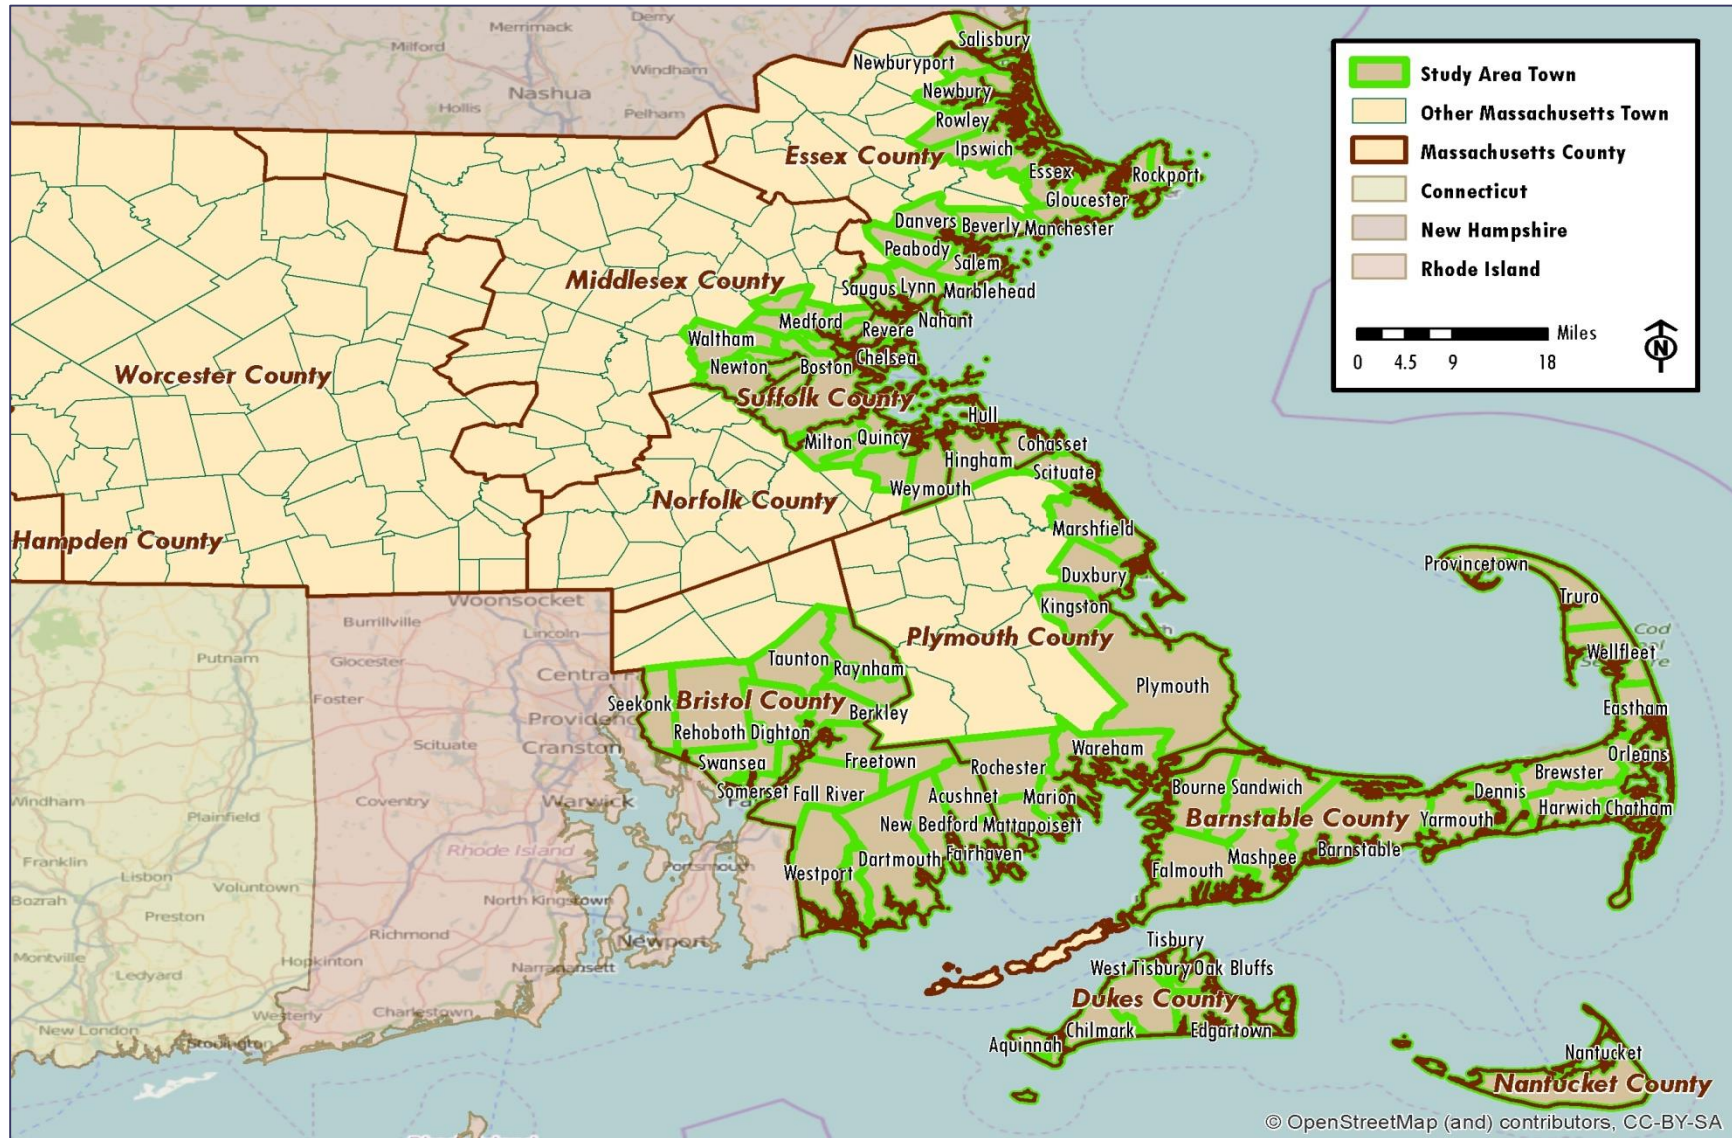 Derry
Merrimack
Milford
Windham
Nashua
Hollis
Pelham
Salisbury
Newburyport
Newbury
Rowley
Ipswich
Essex County
Essex
Rockport
Gloucester
Danvers
Beverly
Manchester
Peabody
Salem
Middlesex County
Saugus
Lynn
Marblehead
Medford
Revere
Nahant
Waltham
Chelsea
Newton
Boston
Worcester County
Suffolk County
Hull
Milton
Quincy
Cohasset
Hingham
Scituate
Weymouth
Norfolk County
Marshfield
Hampden County
Provincetown
Duxbury
Truro
Kingston
Woonsocket
Burrillville
Lincoln
Plymouth County
Cod
Wellfleet
Putnam
Glocester
Taunton
Raynham
Central
Plymouth
Foster
Seekonk
Bristol County
Berkley
Eastham
Scituate
Cranston
Rehoboth
Dighton
Wareham
Orleans
Swansea
Freetown
Rochester
Brewster
Windham
Coventry
Warwick
Somerset
Fall River
Acushnet
Marion
Bourne
Sandwich
Dennis
Harwich
Chatham
Plainfield
New Bedford
Mattapoisett
Barnstable County
Yarmouth
Rhode Island
Franklin
Lisbon
Voluntown
Portsmouth
Westport
Dartmouth
Fairhaven
Falmouth
Mashpee
Barnstable
Bozrah
Preston
North Kingstown
Richmond
Newport
Montville
Ledyard
Hopkinton
Narragansett
Tisbury
West Tisbury
Oak Bluffs
Dukes County
Westerly
Charlestown
New London
Stonington
Aquinnah
Chilmark
Edgartown
Nantucket
Nantucket County
Study Area Town
Other Massachusetts Town
Massachusetts County
Connecticut
New Hampshire
Rhode Island
Miles
0 4.5 9 18
N
© OpenStreetMap (and) contributors, CC-BY-SA